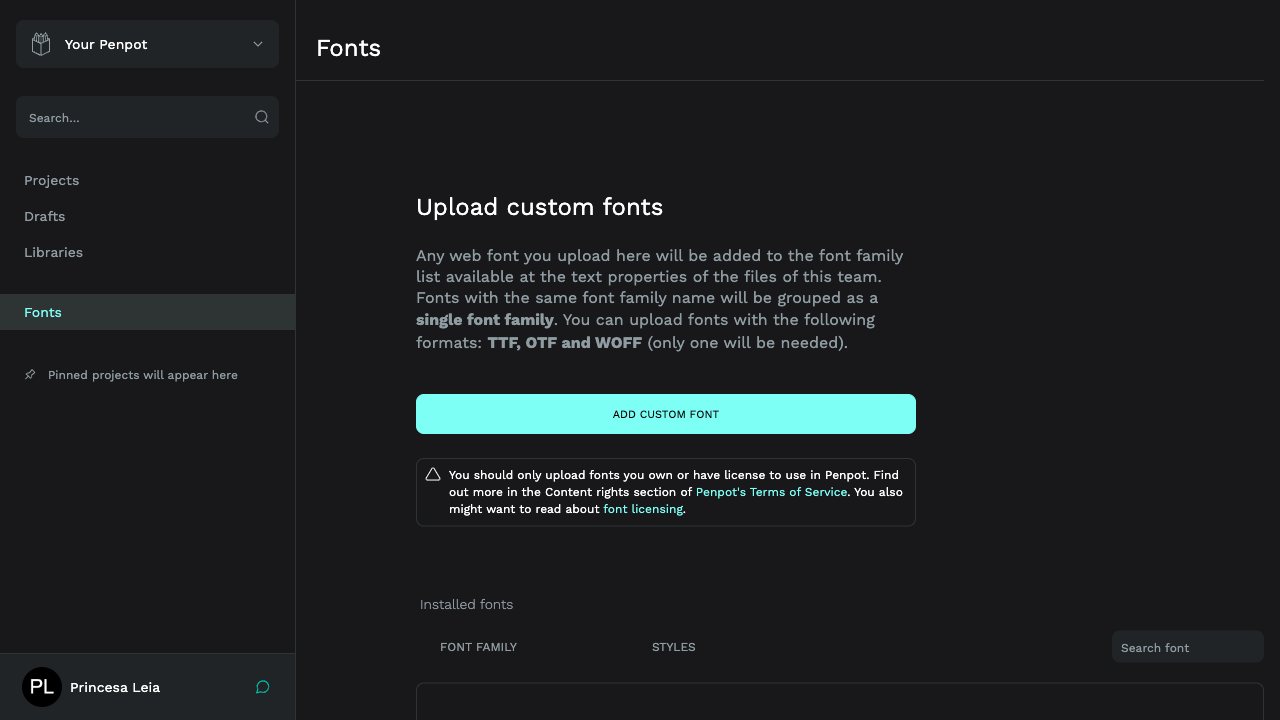 Your Penpot
Search...
Projects
Drafts
Libraries
Fonts
Pinned projects will appear here
PL Princesa Leia
Fonts
Upload custom fonts
Any web font you upload here will be added to the font family
list available at the text properties of the files of this team.
Fonts with the same font family name will be grouped as a
single font family. You can upload fonts with the following
formats: TTF, OTF and WOFF (only one will be needed).
ADD CUSTOM FONT
You should only upload fonts you own or have license to use in Penpot. Find
out more in the Content rights section of Penpot's Terms of Service. You also
might want to read about font licensing.
Installed fonts
FONT FAMILY STYLES Search font